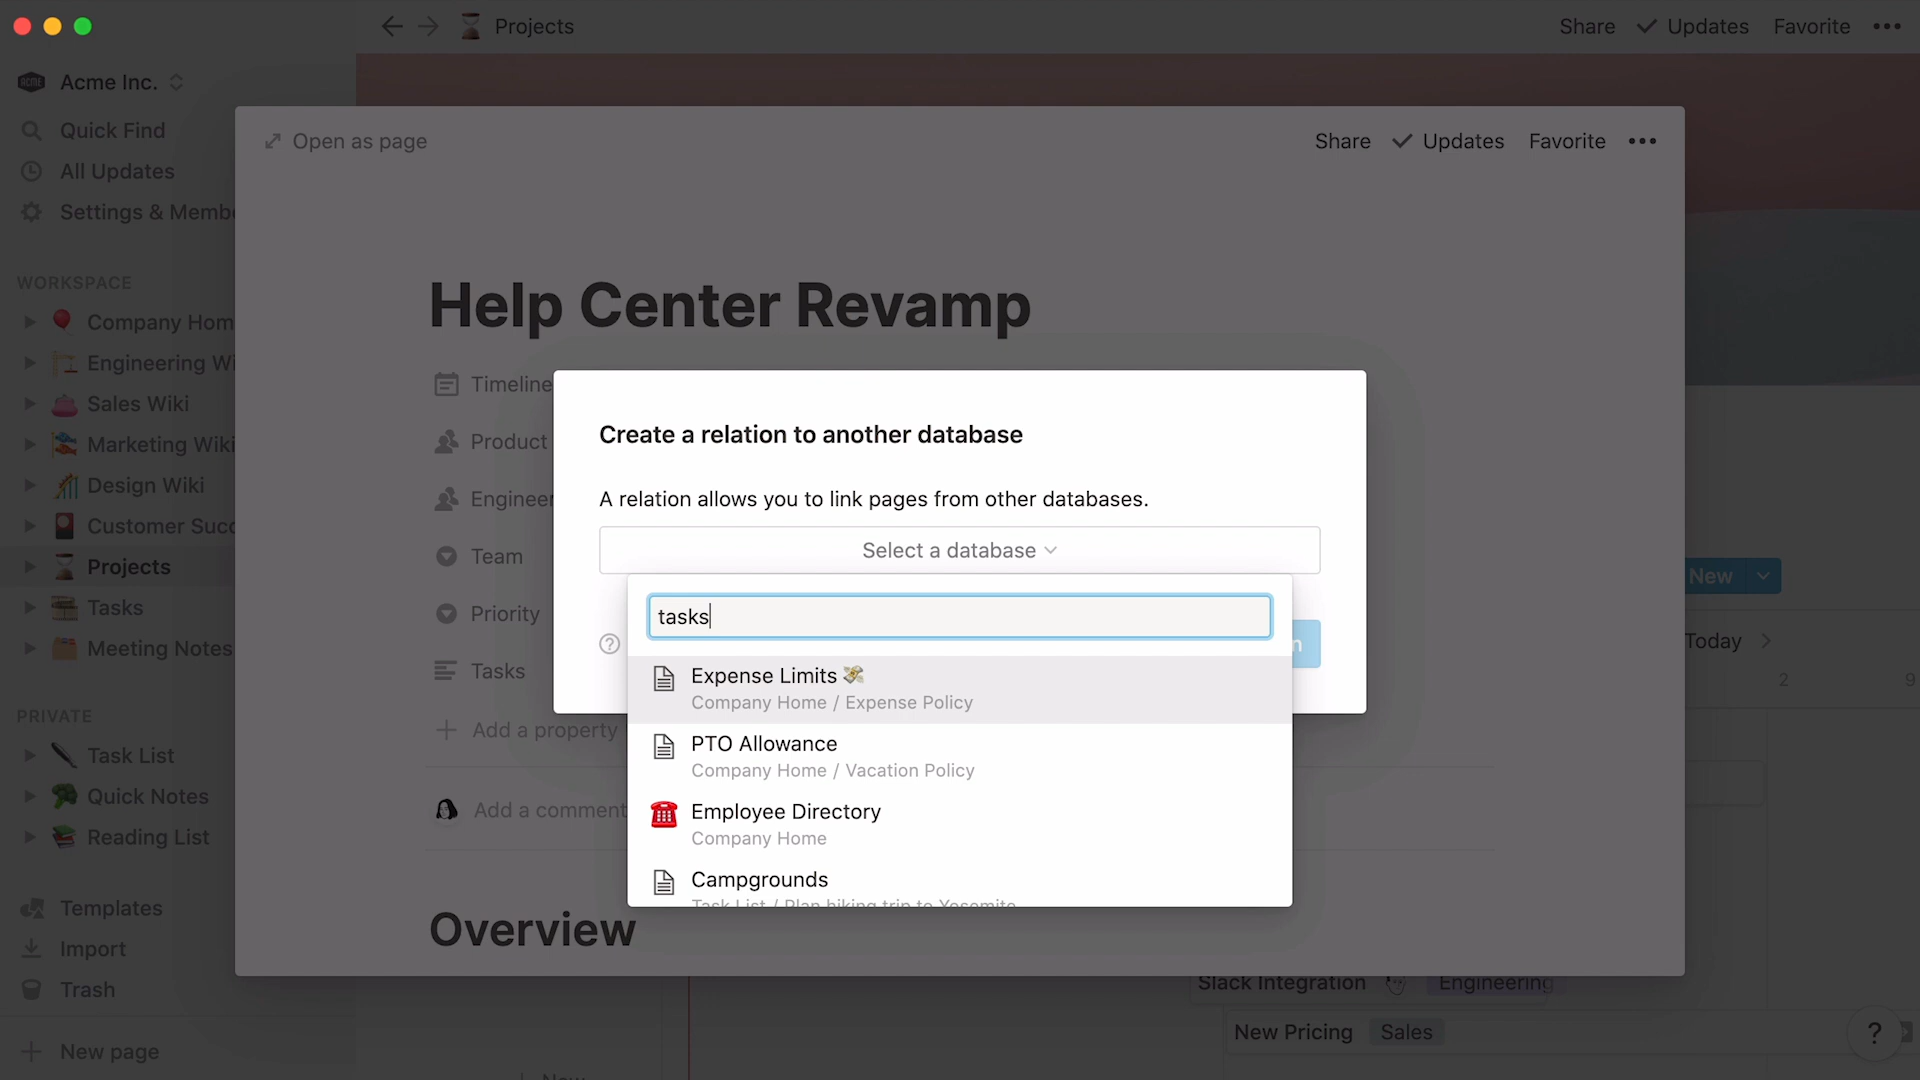 Projects
Share
Updates
Favorite
ACME
Acme Inc.
Quick Find
All Updates
Settings & Membe
WORKSPACE
Company Hom
Engineering Wi
Sales Wiki
Marketing Wiki
Design Wiki
Customer Succ
Projects
Tasks
Meeting Notes
PRIVATE
Task List
Quick Notes
Reading List
Templates
Import
Trash
New page
Open as page
Share
Updates
Favorite
Help Center Revamp
Timeline
Product
Engineer
Team
Priority
Tasks
Add a property
Add a comment
Overview
Create a relation to another database
A relation allows you to link pages from other databases.
Select a database
tasks
Expense Limits 💸
Company Home / Expense Policy
PTO Allowance
Company Home / Vacation Policy
Employee Directory
Company Home
Campgrounds
Task List / Plan hiking trip to Yosemite
? n
New
Today
2 9
Slack Integration Engineering
New Pricing Sales
New
?